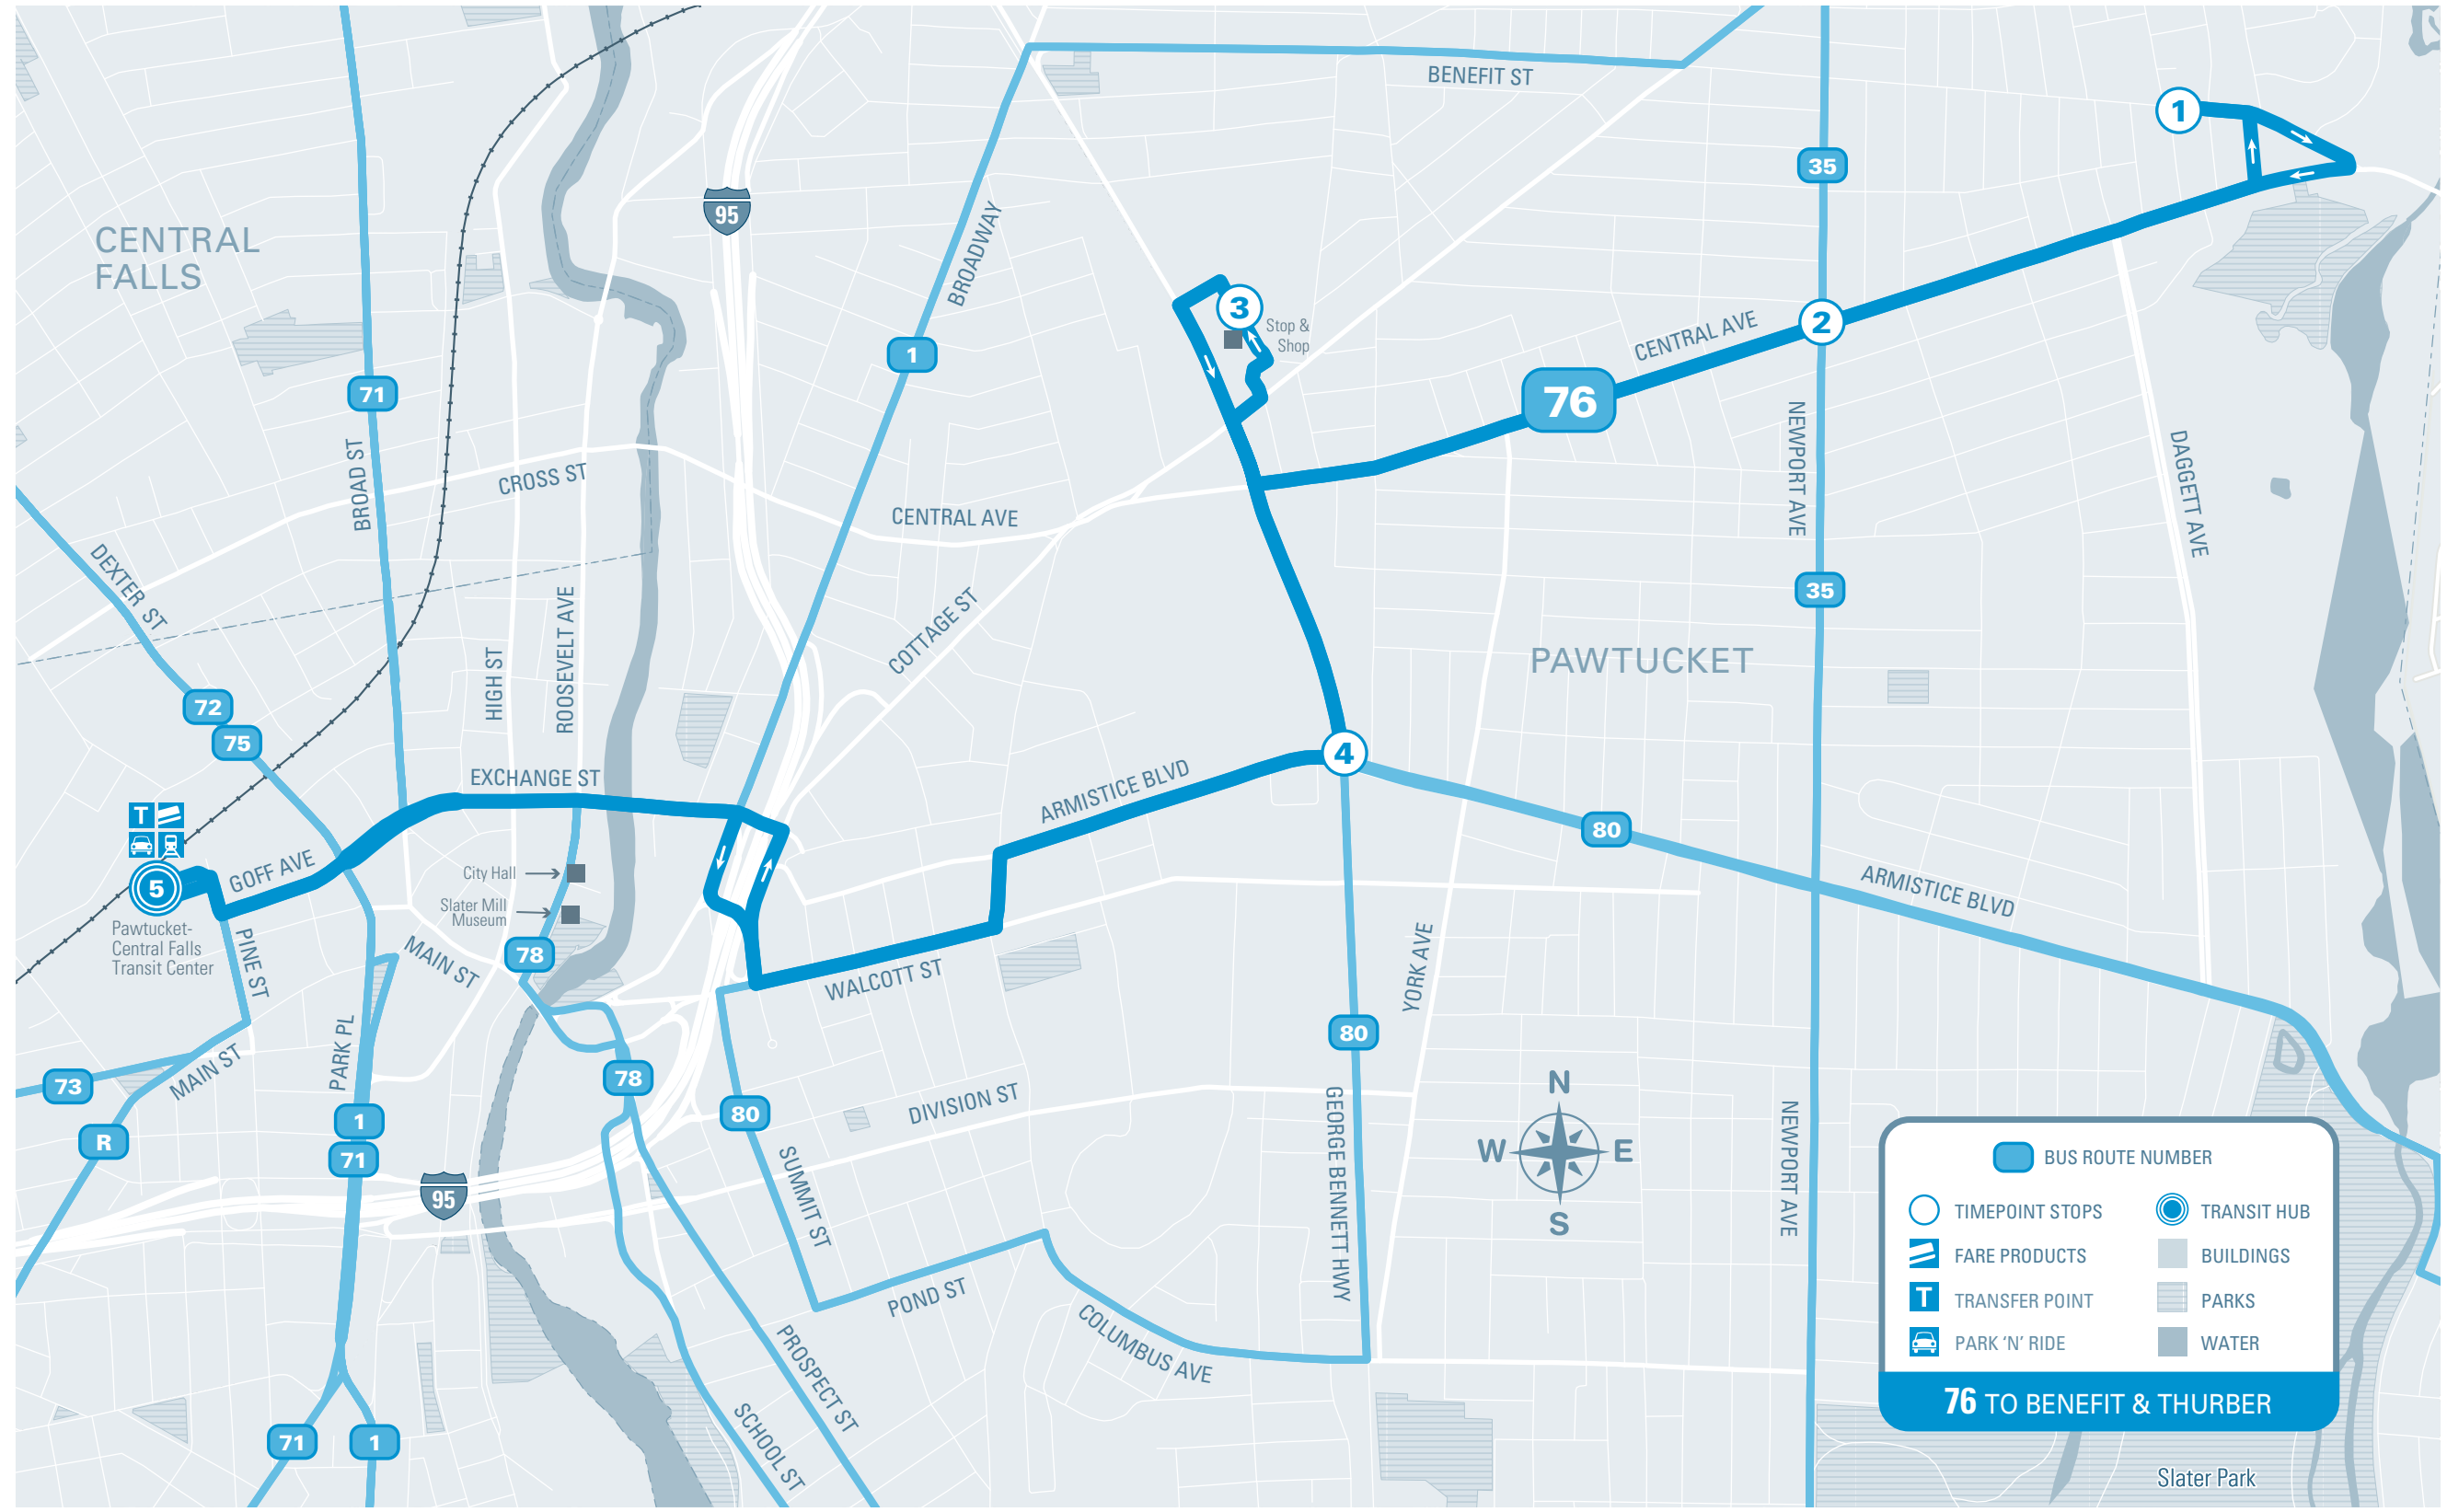 BENEFIT ST
1
35
95
BROADWAY
CENTRAL
FALLS
3
Stop &
Shop
2
CENTRAL AVE
1
71
76
NEWPORT AVE
DAGGETT AVE
BROAD ST
CROSS ST
CENTRAL AVE
DEXTER ST
35
COTTAGE ST
HIGH ST
ROOSEVELT AVE
PAWTUCKET
72
75
4
EXCHANGE ST
ARMISTICE BLVD
T
80
5
GOFF AVE
City Hall
Slater Mill
Museum
ARMISTICE BLVD
Pawtucket-
Central Falls
Transit Center
PINE ST
MAIN ST
78
WALCOTT ST
YORK AVE
PARK PL
80
MAIN ST
73
78
N
W
E
S
R
1
71
80
DIVISION ST
GEORGE BENNETT HWY
NEWPORT AVE
SUMMIT ST
95
POND ST
COLUMBUS AVE
PROSPECT ST
SCHOOL ST
71
1
BUS ROUTE NUMBER
TIMEPOINT STOPS
TRANSIT HUB
FARE PRODUCTS
BUILDINGS
T TRANSFER POINT
PARKS
PARK 'N' RIDE
WATER
76 TO BENEFIT & THURBER
Slater Park